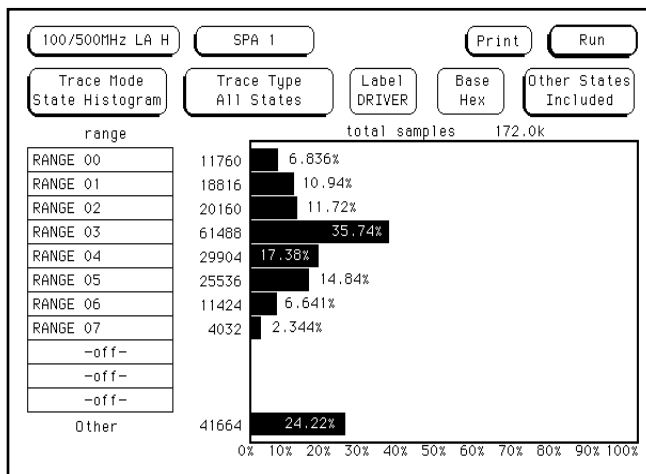 100/500MHz LA H SPA 1 Print Run
Trace Mode Trace Type Label Base Other States
State Histogram All States DRIVER Hex Included
range total samples 172.0k
RANGE 00 11760 6.836%
RANGE 01 18816 10.94%
RANGE 02 20160 11.72%
RANGE 03 61488 35.74%
RANGE 04 29904 17.38%
RANGE 05 25536 14.84%
RANGE 06 11424 6.641%
RANGE 07 4032 2.344%
-off-
-off-
-off-
Other 41664 24.22%
0% 10% 20% 30% 40% 50% 60% 70% 80% 90% 100%